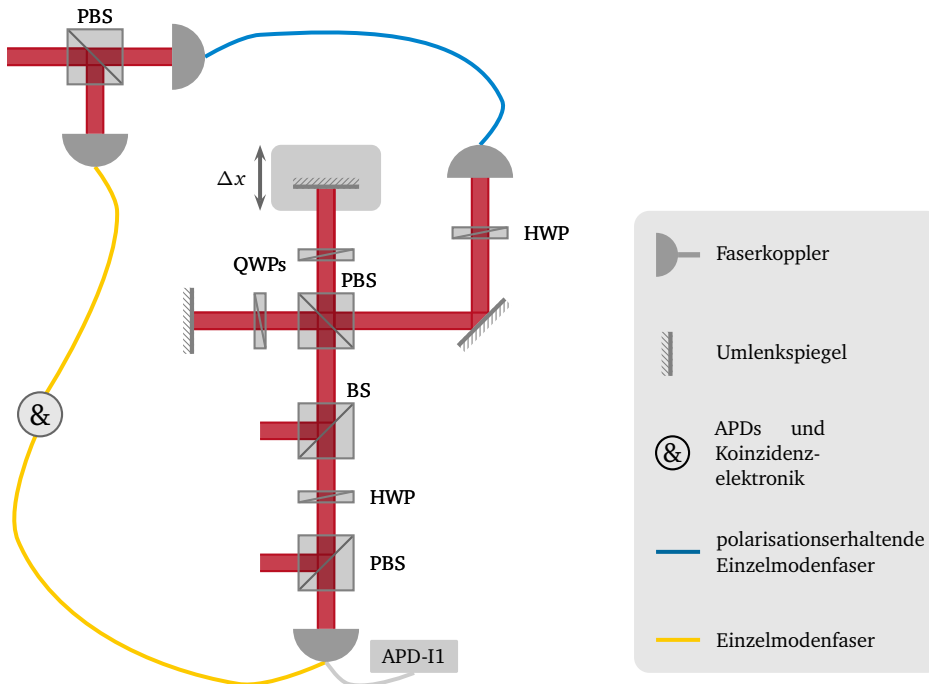 PBS
Δx
HWP
QWPs
PBS
BS
&
HWP
PBS
APD-I1
Faserkoppler
Umlenkspiegel
&
APDs und
Koinzidenz-
elektronik
polarisationserhaltende
Einzelmodenfaser
Einzelmodenfaser